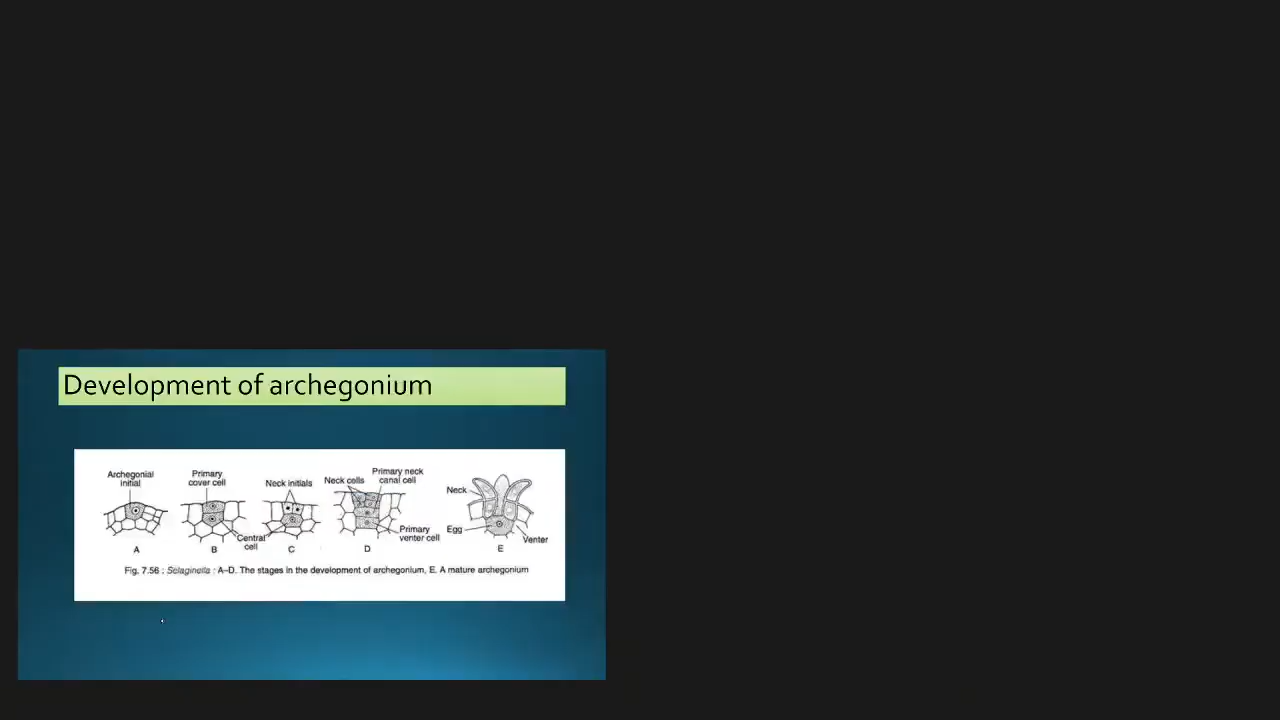 Development of archegonium
Archegonial
initial
Primary
cover cell
Neck initials
Neck cells
Primary neck
canal cell
Neck
Central
cell
Primary
venter cell
Egg
Venter
A
B
C
D
E
Fig. 7.56 : Selaginella : A–D. The stages in the development of archegonium, E. A mature archegonium